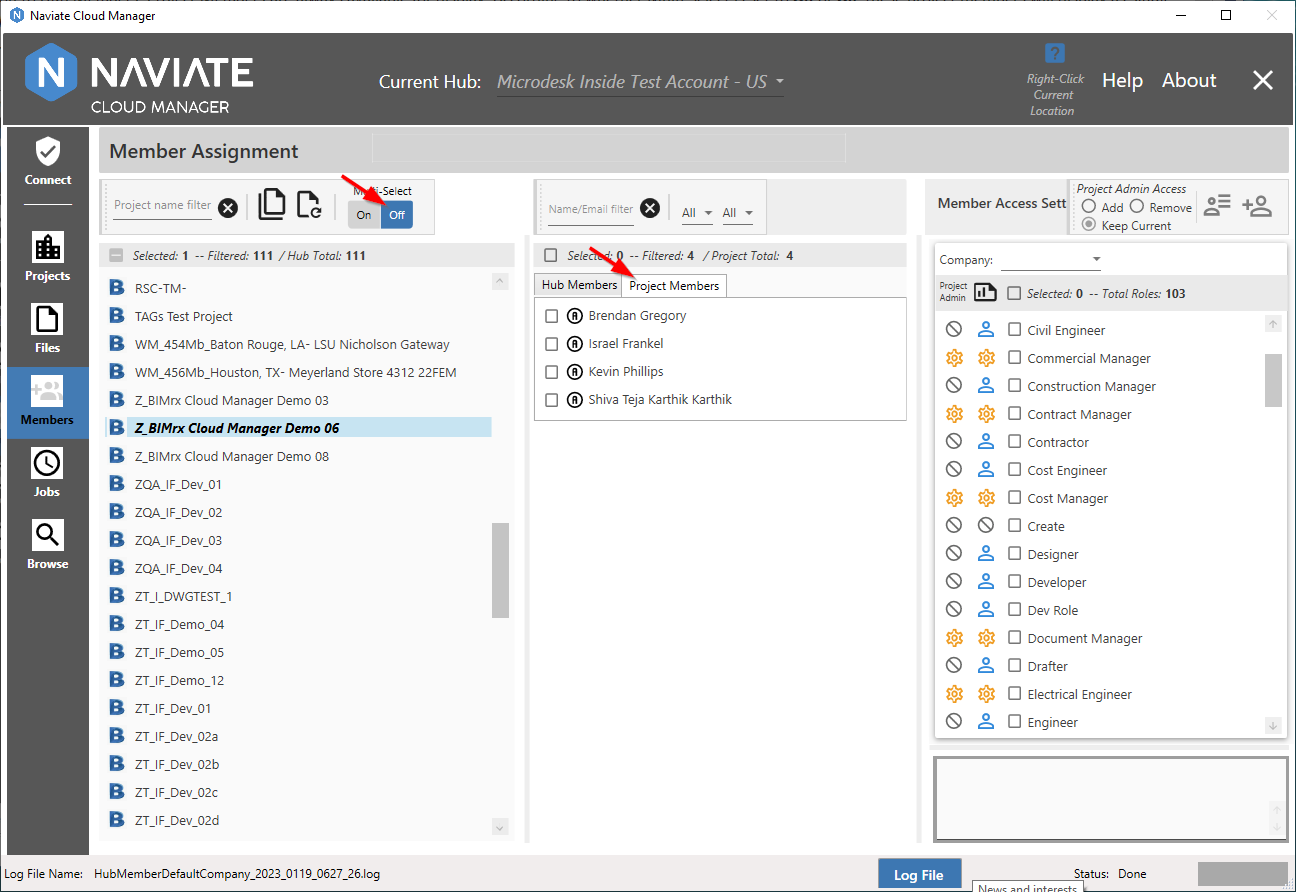 Naviate Cloud Manager
NAVIATE
CLOUD MANAGER
Current Hub: Microdesk Inside Test Account - US
?
Right-Click
Current
Location
Help About
Connect
Projects
Files
Members
Jobs
Browse
Member Assignment
Project name filter
On Off
Selected: 1 -- Filtered: 111 / Hub Total: 111
RSC-TM-
TAGs Test Project
WM_454Mb_Baton Rouge, LA- LSU Nicholson Gateway
WM_456Mb_Houston, TX- Meyerland Store 4312 22FEM
Z_BIMrx Cloud Manager Demo 03
Z_BIMrx Cloud Manager Demo 06
Z_BIMrx Cloud Manager Demo 08
ZQA_IF_Dev_01
ZQA_IF_Dev_02
ZQA_IF_Dev_03
ZQA_IF_Dev_04
ZT_I_DWGTEST_1
ZT_IF_Demo_04
ZT_IF_Demo_05
ZT_IF_Demo_12
ZT_IF_Dev_01
ZT_IF_Dev_02a
ZT_IF_Dev_02b
ZT_IF_Dev_02c
ZT_IF_Dev_02d
Name/Email filter All All
Selected: 0 -- Filtered: 4 / Project Total: 4
Hub Members Project Members
Brendan Gregory
Israel Frankel
Kevin Phillips
Shiva Teja Karthik Karthik
Member Access Sett
Project Admin Access
Add Remove
Keep Current
Company:
Project
Admin
Selected: 0 -- Total Roles: 103
Civil Engineer
Commercial Manager
Construction Manager
Contract Manager
Contractor
Cost Engineer
Cost Manager
Create
Designer
Developer
Dev Role
Document Manager
Drafter
Electrical Engineer
Engineer
Log File Name: HubMemberDefaultCompany_2023_0119_0627_26.log
Log File
Status: Done
News and interests